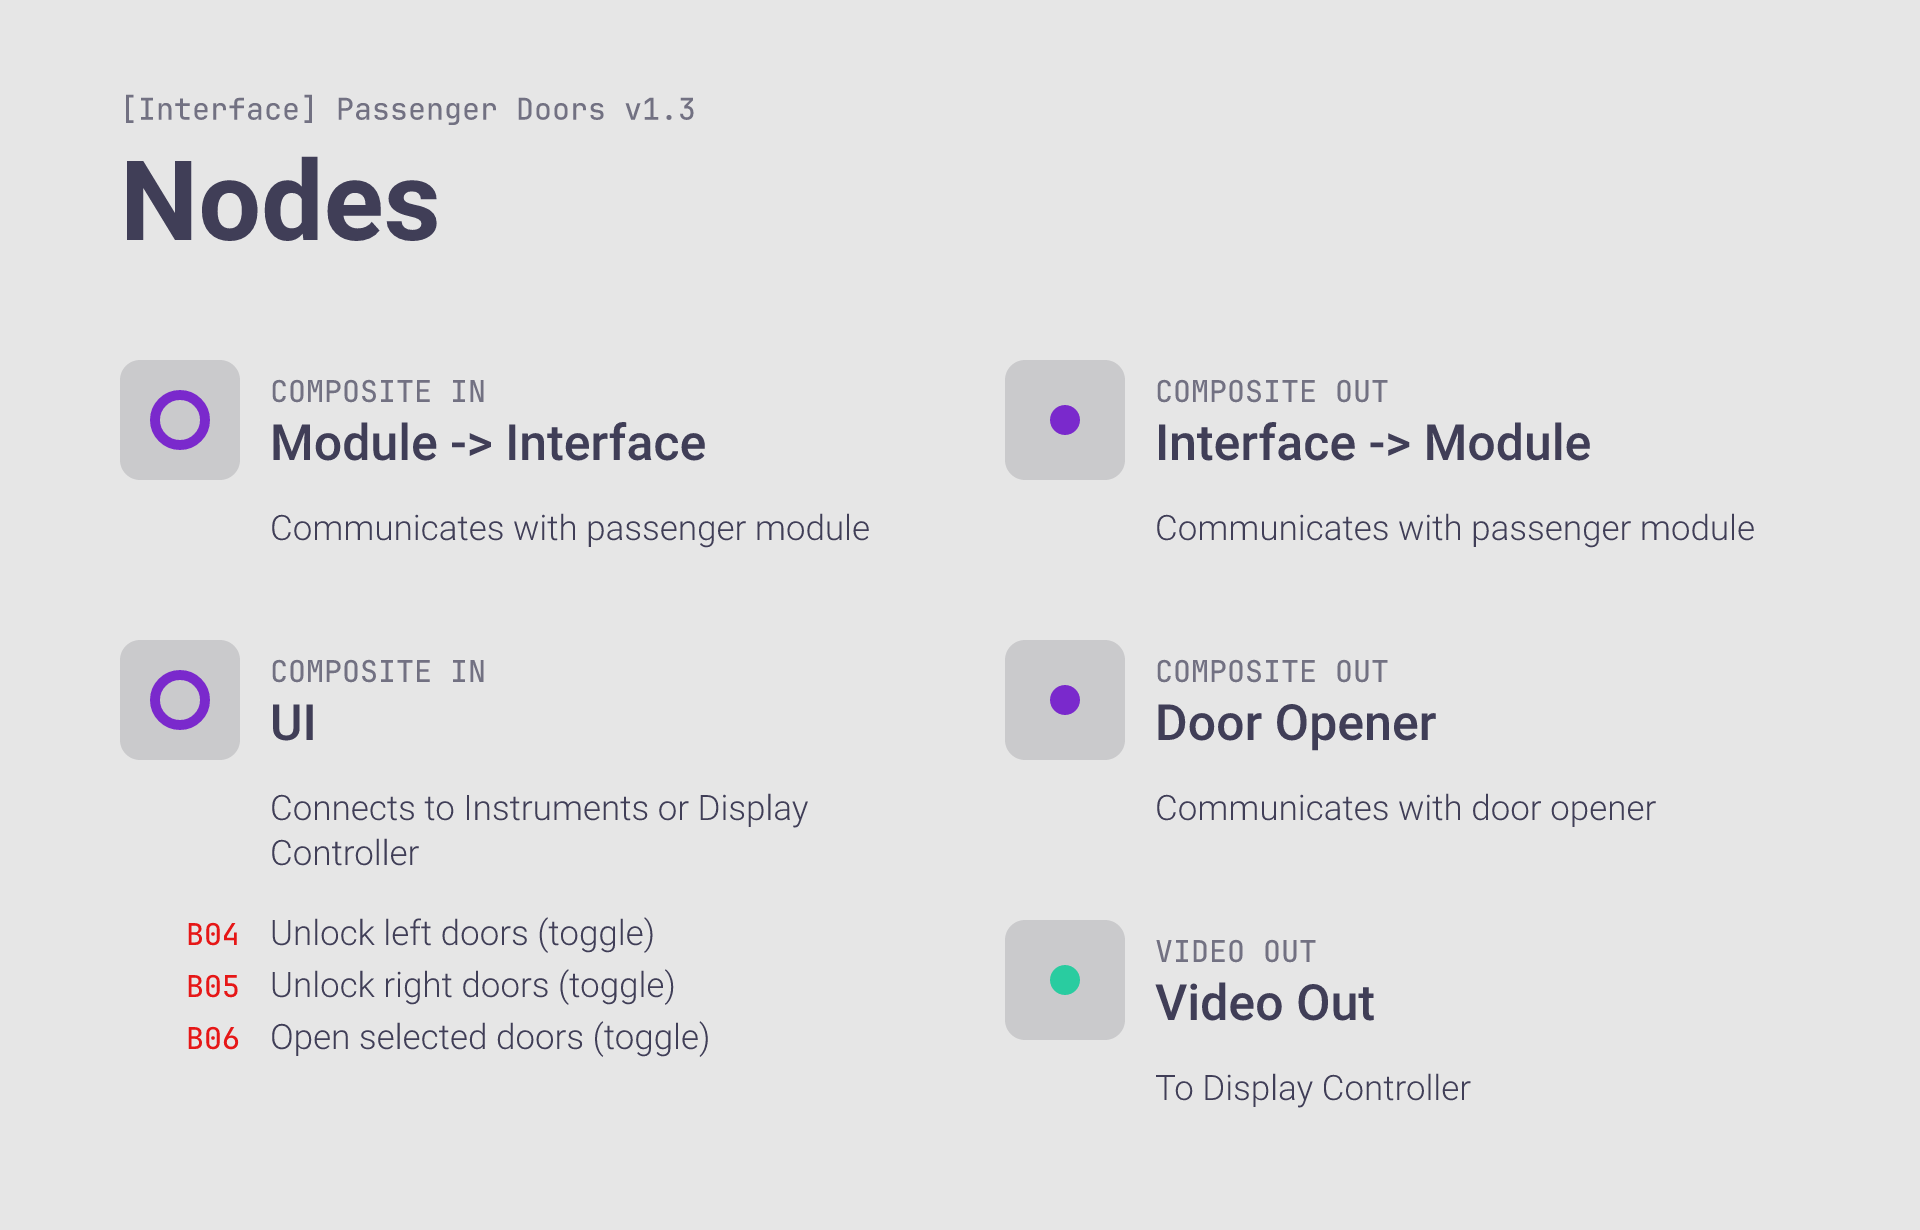 [Interface] Passenger Doors v1.3
Nodes
COMPOSITE IN
Module -> Interface
Communicates with passenger module
COMPOSITE IN
UI
Connects to Instruments or Display
Controller
B04 Unlock left doors (toggle)
B05 Unlock right doors (toggle)
B06 Open selected doors (toggle)
COMPOSITE OUT
Interface -> Module
Communicates with passenger module
COMPOSITE OUT
Door Opener
Communicates with door opener
VIDEO OUT
Video Out
To Display Controller